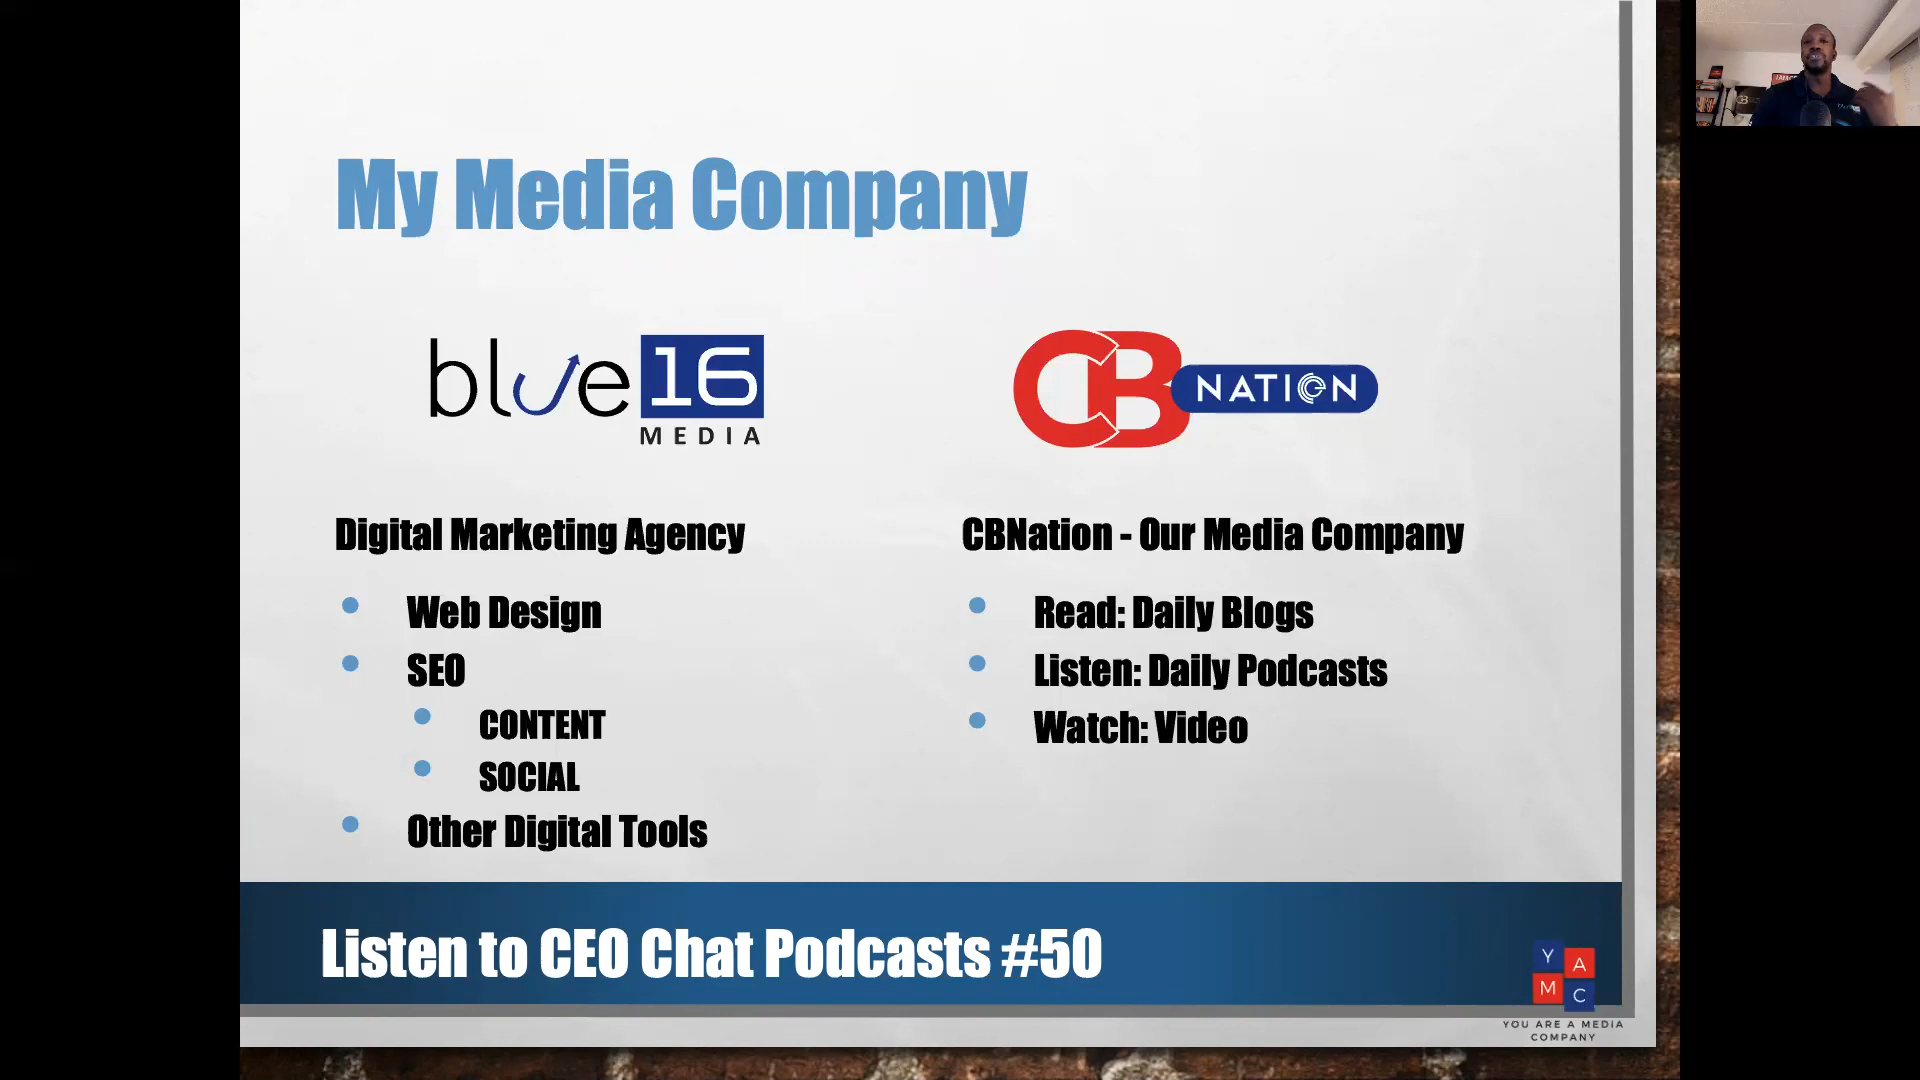 My Media Company
blue16
MEDIA
CB NATION
Digital Marketing Agency
Web Design
SEO
CONTENT
SOCIAL
Other Digital Tools
CBNation - Our Media Company
Read: Daily Blogs
Listen: Daily Podcasts
Watch: Video
Listen to CEO Chat Podcasts #50
Y A
M C
YOU ARE A MEDIA
COMPANY